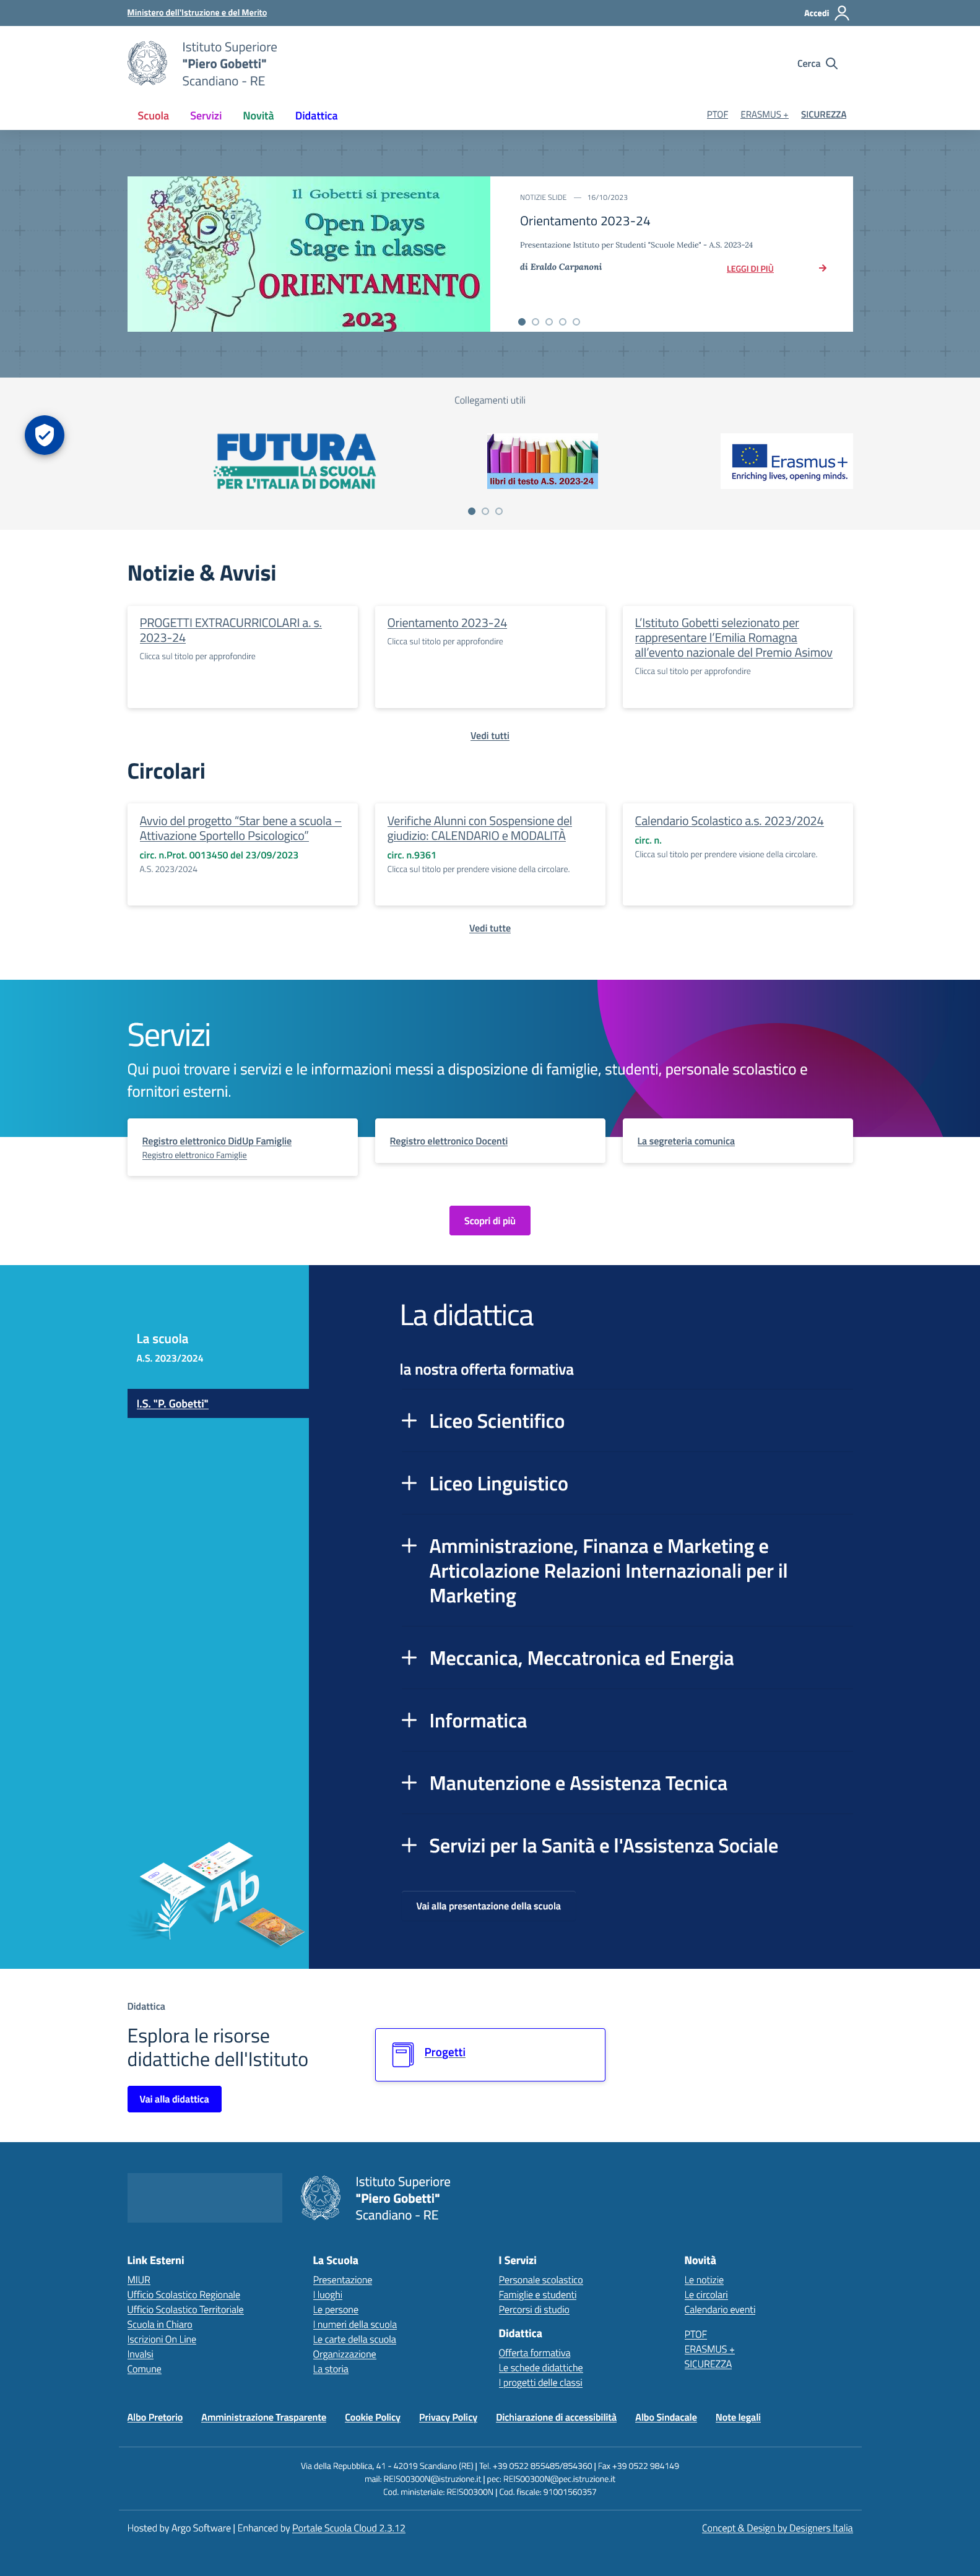 Ministero dell'Istruzione e del Merito
Accedi
Istituto Superiore
"Piero Gobetti"
Scandiano - RE
Cerca
Scuola
Servizi
Novità
Didattica
PTOF
ERASMUS +
SICUREZZA
Il Gobetti si presenta
Open Days
Stage in classe
ORIENTAMENTO
2023
NOTIZIE SLIDE — 16/10/2023
Orientamento 2023-24
Presentazione Istituto per Studenti "Scuole Medie" - A.S. 2023-24
di Eraldo Carpanoni
LEGGI DI PIÙ
Collegamenti utili
FUTURA
LA SCUOLA
PER L'ITALIA DI DOMANI
libri di testo A.S. 2023-24
Erasmus+
Enriching lives, opening minds.
Notizie & Avvisi
PROGETTI EXTRACURRICOLARI a. s.
2023-24
Clicca sul titolo per approfondire
Orientamento 2023-24
Clicca sul titolo per approfondire
L'Istituto Gobetti selezionato per
rappresentare l'Emilia Romagna
all'evento nazionale del Premio Asimov
Clicca sul titolo per approfondire
Vedi tutti
Circolari
Avvio del progetto "Star bene a scuola –
Attivazione Sportello Psicologico"
circ. n.Prot. 0013450 del 23/09/2023
A.S. 2023/2024
Verifiche Alunni con Sospensione del
giudizio: CALENDARIO e MODALITÀ
circ. n.9361
Clicca sul titolo per prendere visione della circolare.
Calendario Scolastico a.s. 2023/2024
circ. n.
Clicca sul titolo per prendere visione della circolare.
Vedi tutte
Servizi
Qui puoi trovare i servizi e le informazioni messi a disposizione di famiglie, studenti, personale scolastico e
fornitori esterni.
Registro elettronico DidUp Famiglie
Registro elettronico Famiglie
Registro elettronico Docenti
La segreteria comunica
Scopri di più
La scuola
A.S. 2023/2024
I.S. "P. Gobetti"
Ab
La didattica
la nostra offerta formativa
Liceo Scientifico
Liceo Linguistico
Amministrazione, Finanza e Marketing e
Articolazione Relazioni Internazionali per il
Marketing
Meccanica, Meccatronica ed Energia
Informatica
Manutenzione e Assistenza Tecnica
Servizi per la Sanità e l'Assistenza Sociale
Vai alla presentazione della scuola
Didattica
Esplora le risorse
didattiche dell'Istituto
Vai alla didattica
Progetti
Istituto Superiore
"Piero Gobetti"
Scandiano - RE
Link Esterni
MIUR
Ufficio Scolastico Regionale
Ufficio Scolastico Territoriale
Scuola in Chiaro
Iscrizioni On Line
Invalsi
Comune
La Scuola
Presentazione
I luoghi
Le persone
I numeri della scuola
Le carte della scuola
Organizzazione
La storia
I Servizi
Personale scolastico
Famiglie e studenti
Percorsi di studio
Didattica
Offerta formativa
Le schede didattiche
I progetti delle classi
Novità
Le notizie
Le circolari
Calendario eventi
PTOF
ERASMUS +
SICUREZZA
Albo Pretorio
Amministrazione Trasparente
Cookie Policy
Privacy Policy
Dichiarazione di accessibilità
Albo Sindacale
Note legali
Via della Repubblica, 41 - 42019 Scandiano (RE) | Tel. +39 0522 855485/854360 | Fax +39 0522 984149
mail: REIS00300N@istruzione.it | pec: REIS00300N@pec.istruzione.it
Cod. ministeriale: REIS00300N | Cod. fiscale: 91001560357
Hosted by Argo Software | Enhanced by Portale Scuola Cloud 2.3.12
Concept & Design by Designers Italia